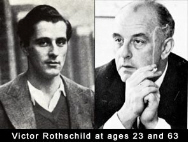 Victor Rothschild at ages 23 and 63